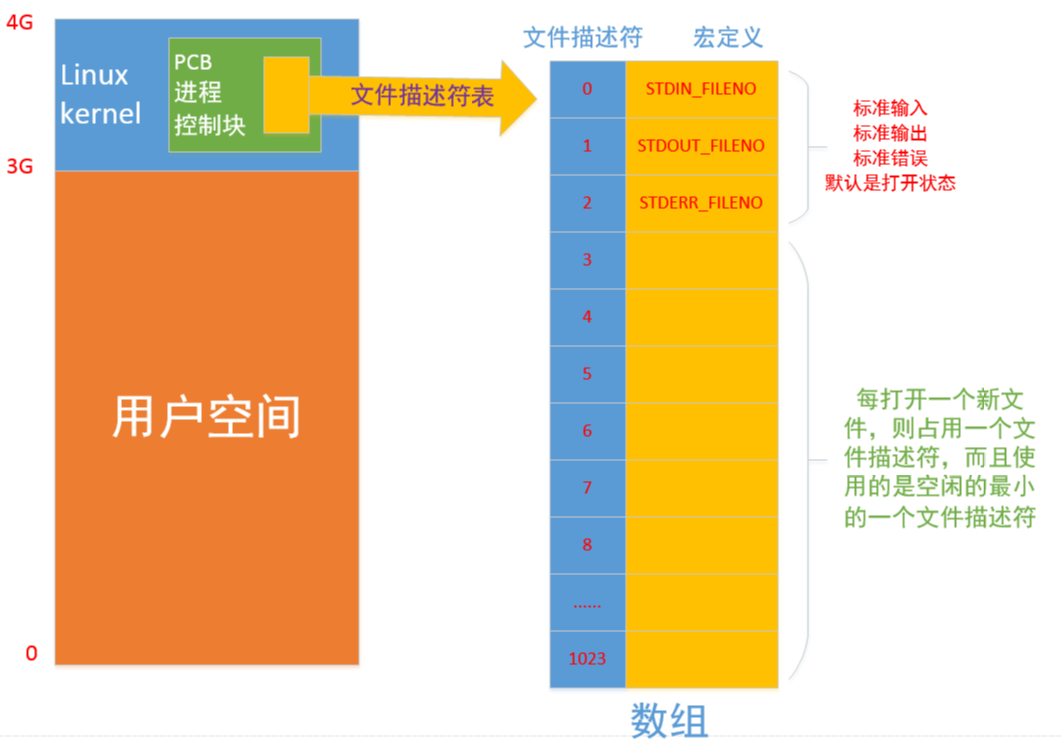 4G
Linux
kernel
PCB
进程
控制块
文件描述符表
3G
用户空间
0
文件描述符 宏定义
0 STDIN_FILENO
1 STDOUT_FILENO
2 STDERR_FILENO
3
4
5
6
7
8
......
1023
数组
标准输入
标准输出
标准错误
默认是打开状态
每打开一个新文
件，则占用一个文
件描述符，而且使
用的是空闲的最小
的一个文件描述符